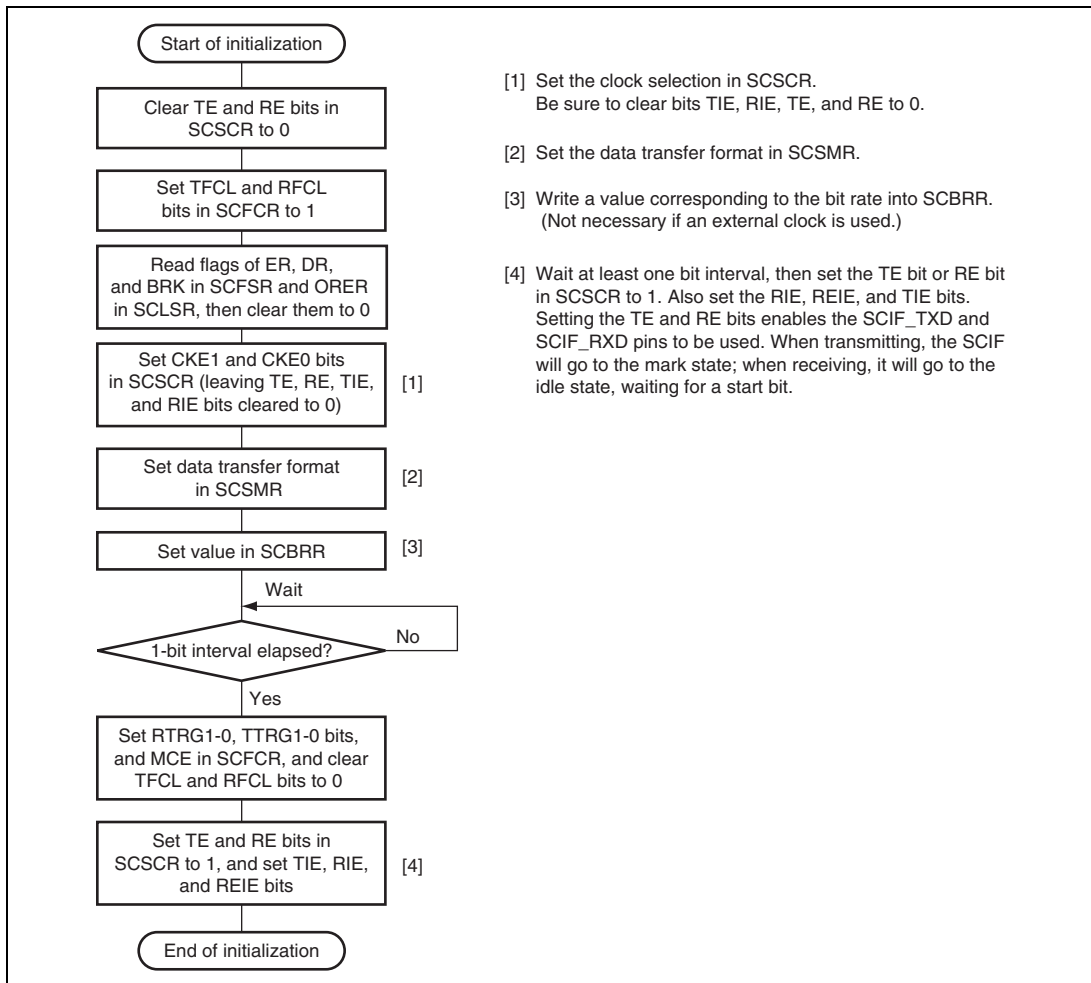 Start of initialization
Clear TE and RE bits in
SCSCR to 0
Set TFCL and RFCL
bits in SCFCR to 1
Read flags of ER, DR,
and BRK in SCFSR and ORER
in SCLSR, then clear them to 0
Set CKE1 and CKE0 bits
in SCSCR (leaving TE, RE, TIE,
and RIE bits cleared to 0)
[1]
Set data transfer format
in SCSMR
[2]
Set value in SCBRR
[3]
Wait
1-bit interval elapsed?
No
Yes
Set RTRG1-0, TTRG1-0 bits,
and MCE in SCFCR, and clear
TFCL and RFCL bits to 0
Set TE and RE bits in
SCSCR to 1, and set TIE, RIE,
and REIE bits
[4]
End of initialization
[1] Set the clock selection in SCSCR.
Be sure to clear bits TIE, RIE, TE, and RE to 0.
[2] Set the data transfer format in SCSMR.
[3] Write a value corresponding to the bit rate into SCBRR.
(Not necessary if an external clock is used.)
[4] Wait at least one bit interval, then set the TE bit or RE bit
in SCSCR to 1. Also set the RIE, REIE, and TIE bits.
Setting the TE and RE bits enables the SCIF_TXD and
SCIF_RXD pins to be used. When transmitting, the SCIF
will go to the mark state; when receiving, it will go to the
idle state, waiting for a start bit.